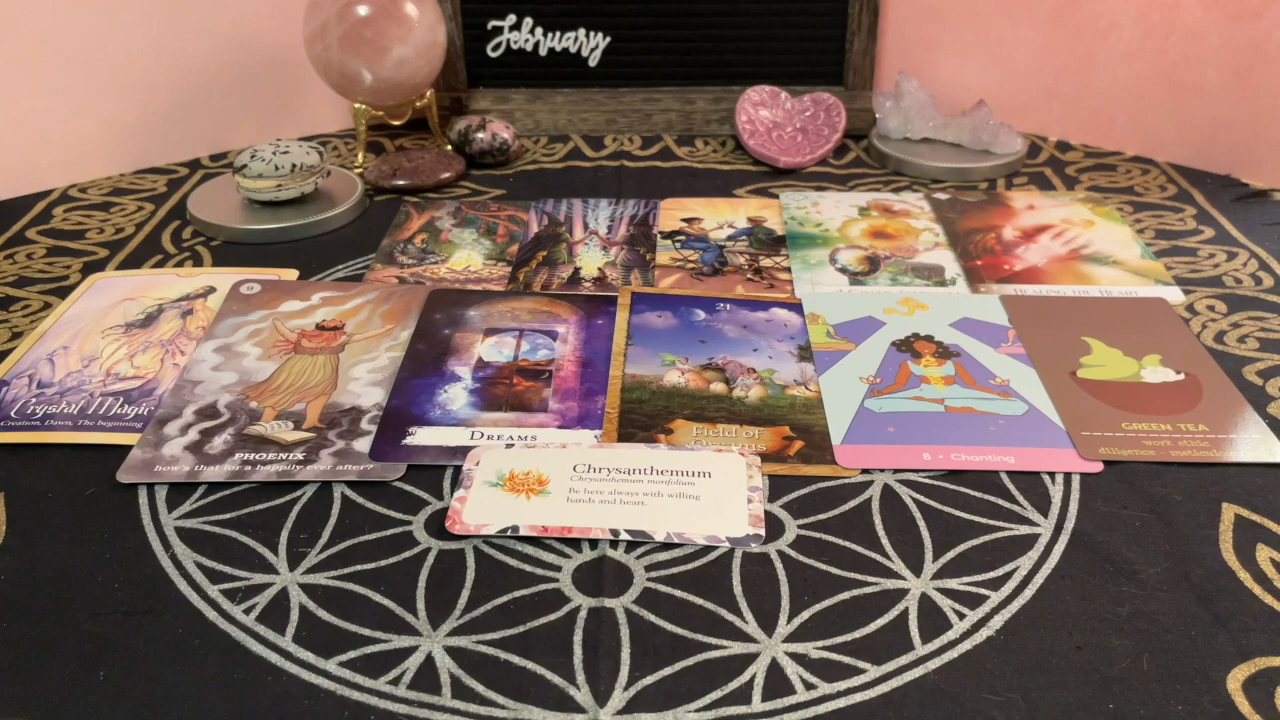 February
HEALING THE HEART
Crystal Magic
Creation, Dawn, The beginning
9
PHOENIX
how's that for a happily ever after?
DREAMS
21
Field of
Dreams
8 • Chanting
GREEN TEA
work ethic
diligence • meticulou
Chrysanthemum
Chrysanthemum morifolium
Be here always with willing
hands and heart.